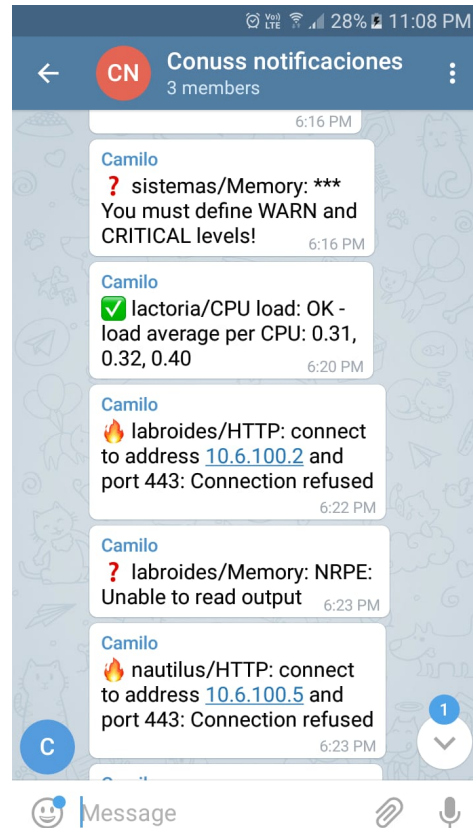 Vo))
LTE
28% 11:08 PM
CN
Conuss notificaciones
3 members
6:16 PM
Camilo
❓ sistemas/Memory: ***
You must define WARN and
CRITICAL levels!
6:16 PM
Camilo
✅ lactoria/CPU load: OK -
load average per CPU: 0.31,
0.32, 0.40
6:20 PM
Camilo
🔥 labroides/HTTP: connect
to address 10.6.100.2 and
port 443: Connection refused
6:22 PM
Camilo
❓ labroides/Memory: NRPE:
Unable to read output
6:23 PM
Camilo
🔥 nautilus/HTTP: connect
to address 10.6.100.5 and
port 443: Connection refused
6:23 PM
1
C
Message